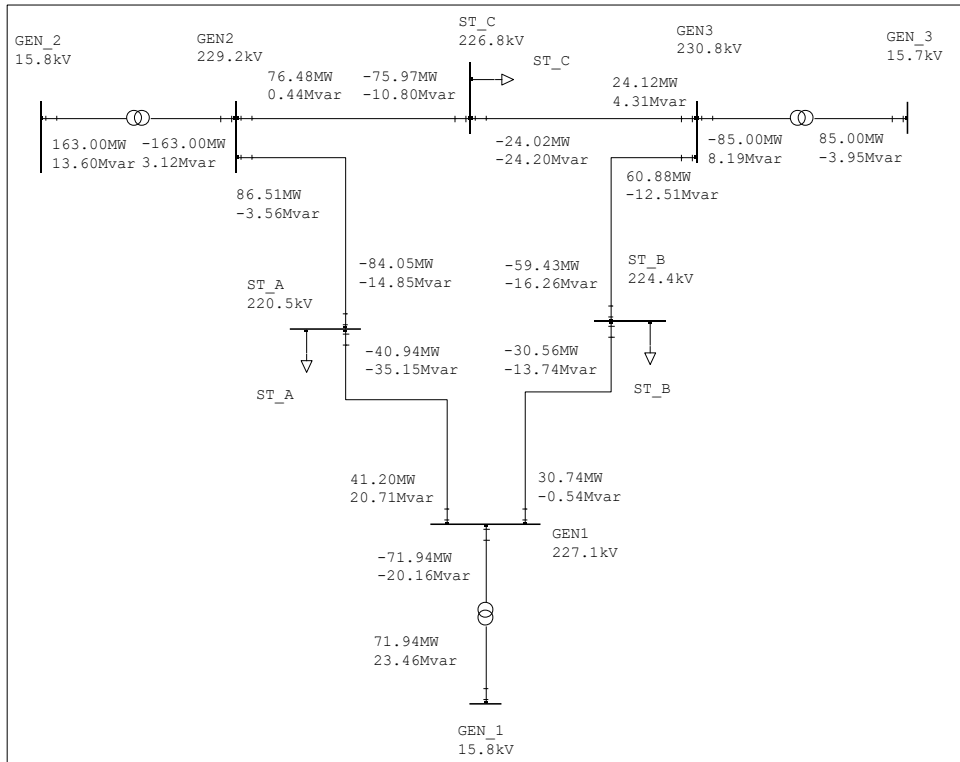 GEN_2
15.8kV
GEN2
229.2kV
ST_C
226.8kV
ST_C
GEN3
230.8kV
GEN_3
15.7kV
76.48MW
0.44Mvar
-75.97MW
-10.80Mvar
24.12MW
4.31Mvar
163.00MW
13.60Mvar
-163.00MW
3.12Mvar
-24.02MW
-24.20Mvar
-85.00MW
8.19Mvar
85.00MW
-3.95Mvar
86.51MW
-3.56Mvar
60.88MW
-12.51Mvar
-84.05MW
-14.85Mvar
-59.43MW
-16.26Mvar
ST_A
220.5kV
ST_B
224.4kV
-40.94MW
-35.15Mvar
-30.56MW
-13.74Mvar
ST_A
ST_B
41.20MW
20.71Mvar
30.74MW
-0.54Mvar
GEN1
227.1kV
-71.94MW
-20.16Mvar
71.94MW
23.46Mvar
GEN_1
15.8kV